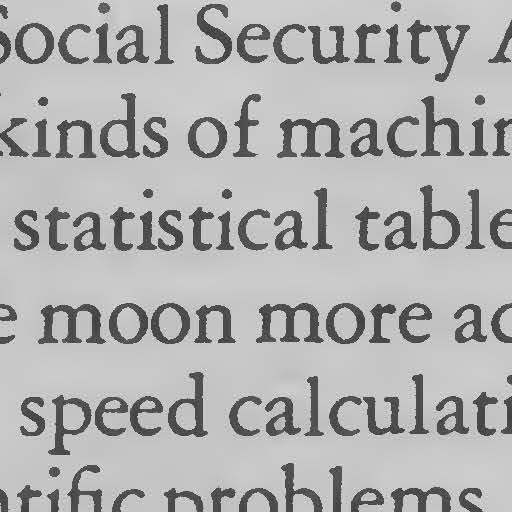 Social Security A
kinds of machin
statistical table
e moon more ac
speed calculati
ntific problems